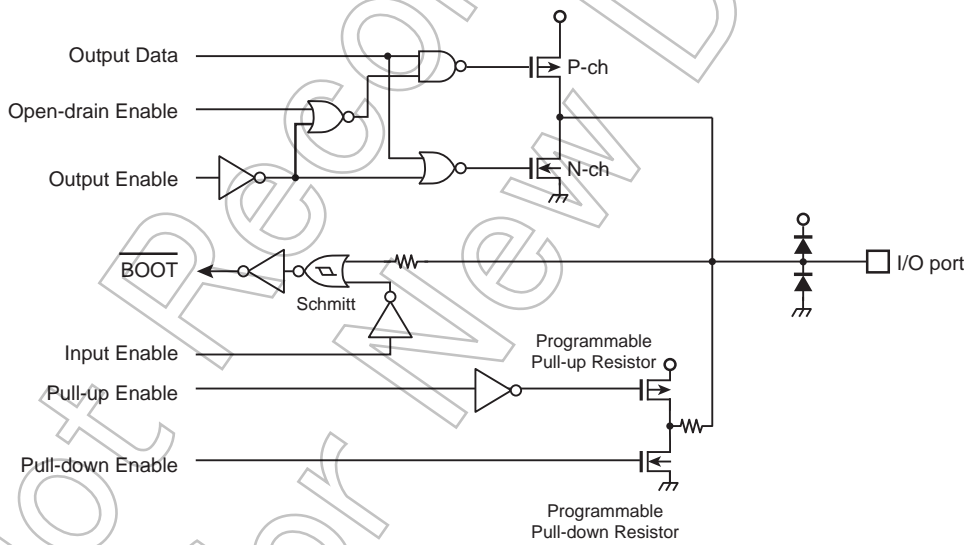 Output Data
P-ch
Open-drain Enable
N-ch
Output Enable
BOOT
I/O port
Schmitt
Input Enable
Programmable
Pull-up Resistor
Pull-up Enable
Pull-down Enable
Programmable
Pull-down Resistor